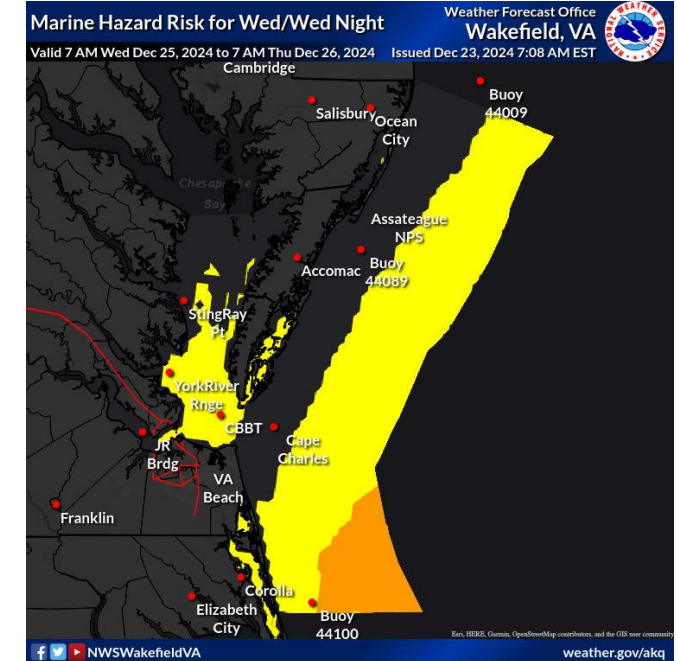 Marine Hazard Risk for Wed/Wed Night
Weather Forecast Office
Wakefield, VA
Valid 7 AM Wed Dec 25, 2024 to 7 AM Thu Dec 26, 2024
Issued Dec 23, 2024 7:08 AM EST
NATIONAL WEATHER SERVICE
Cambridge
Salisbury
Ocean
City
Buoy
44009
Chesapeake
Bay
Assateague
NPS
Accomac
Buoy
44089
StingRay
Pt
YorkRiver
Rnge
CBBT
Cape
Charles
JR
Brdg
VA
Beach
Franklin
Corolla
Elizabeth
City
Buoy
44100
Esri, HERE, Garmin, OpenStreetMap contributors, and the GIS user community
NWSWakefieldVA
weather.gov/akq